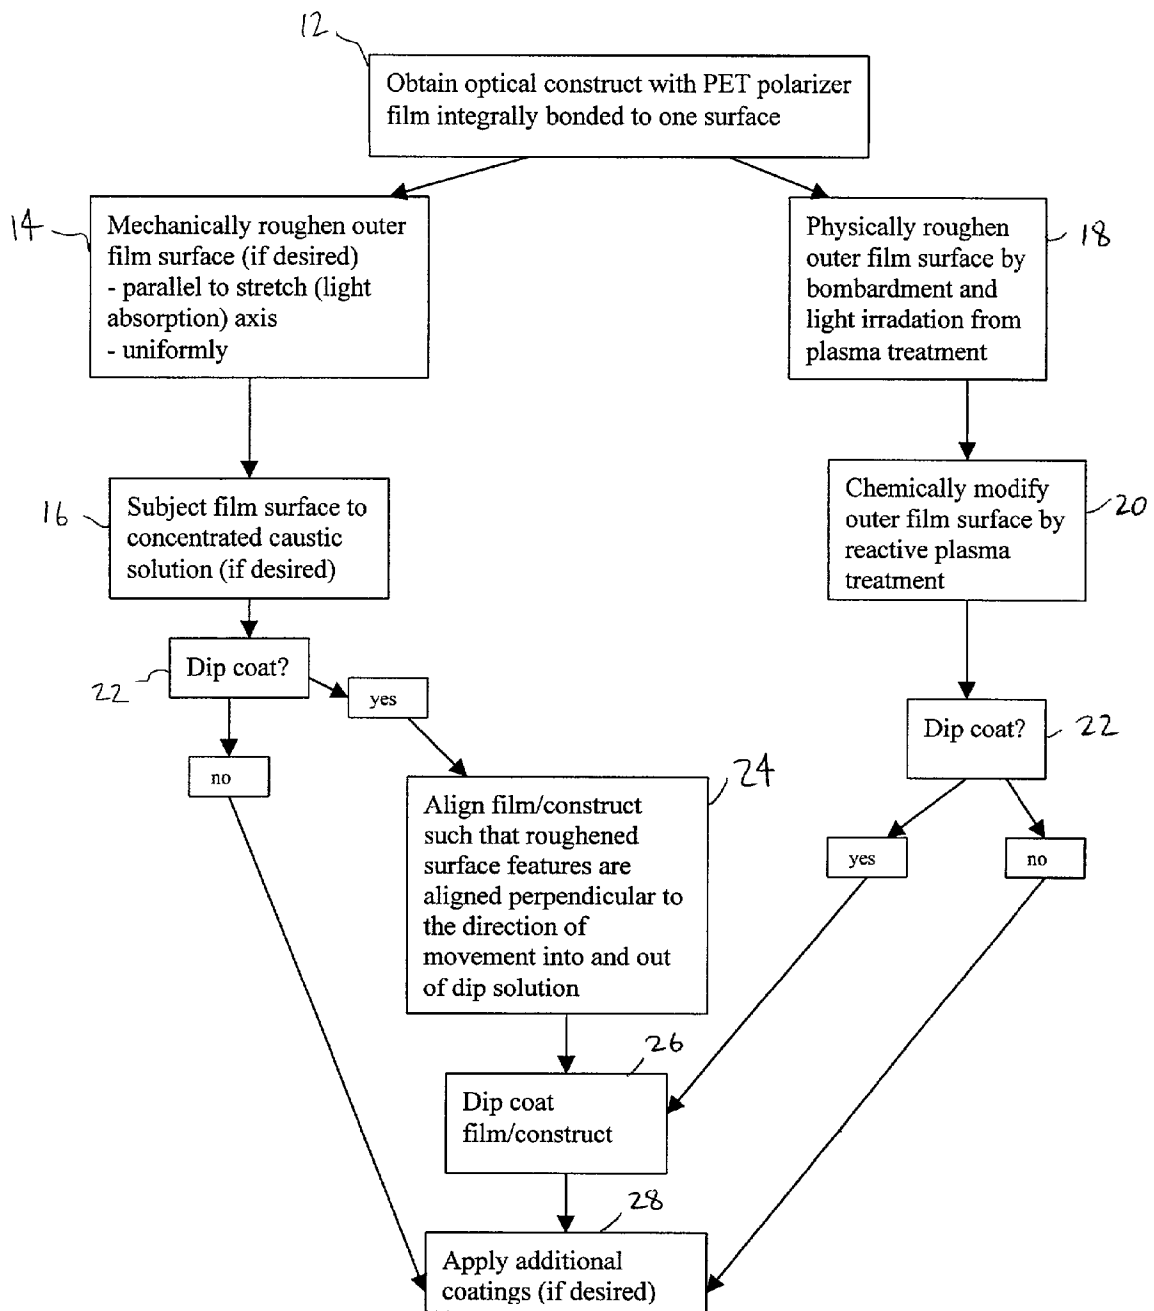 12
Obtain optical construct with PET polarizer
film integrally bonded to one surface
14
Mechanically roughen outer
film surface (if desired)
- parallel to stretch (light
absorption) axis
- uniformly
18
Physically roughen
outer film surface by
bombardment and
light irradation from
plasma treatment
16
Subject film surface to
concentrated caustic
solution (if desired)
20
Chemically modify
outer film surface by
reactive plasma
treatment
22
Dip coat?
yes
no
22
Dip coat?
yes
no
24
Align film/construct
such that roughened
surface features are
aligned perpendicular to
the direction of
movement into and out
of dip solution
26
Dip coat
film/construct
28
Apply additional
coatings (if desired)